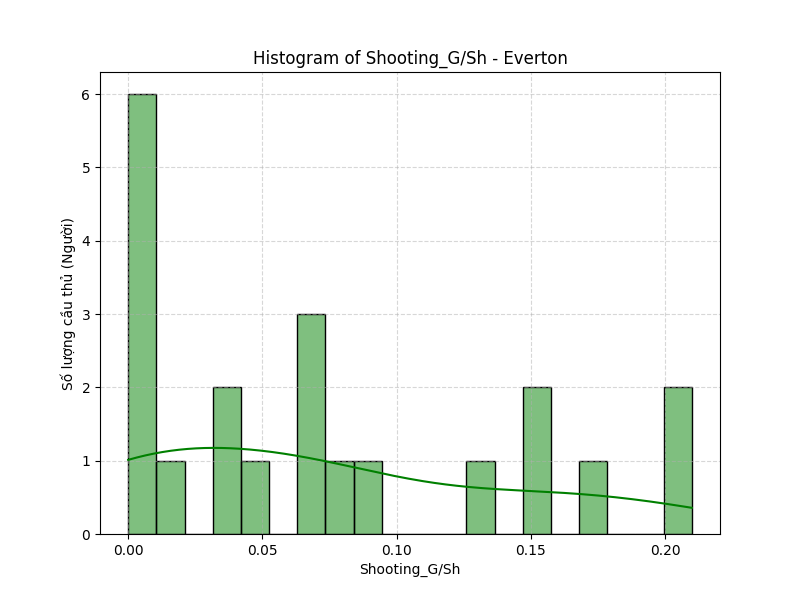 Histogram of Shooting_G/Sh - Everton
Số lượng cầu thủ (Người)
6
5
4
3
2
1
0
0.00 0.05 0.10 0.15 0.20
Shooting_G/Sh